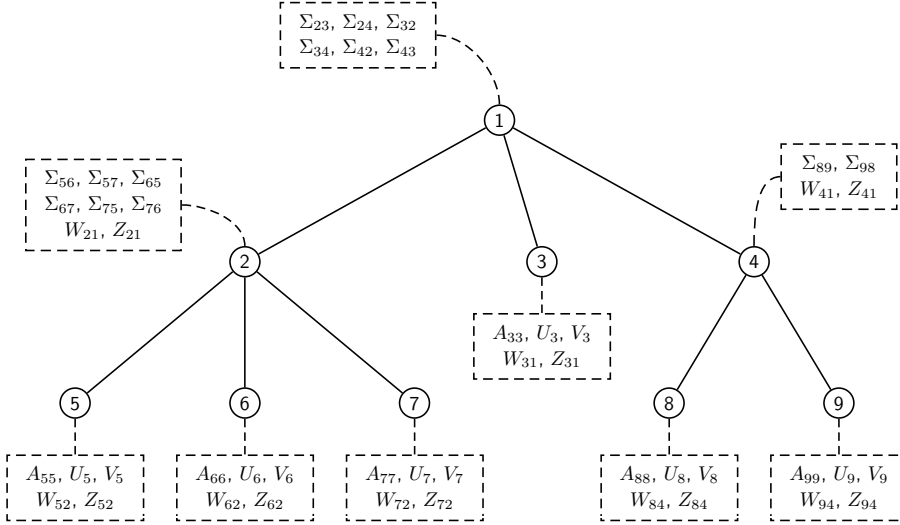 Σ₂₃, Σ₂₄, Σ₃₂
Σ₃₄, Σ₄₂, Σ₄₃
1
Σ₅₆, Σ₅₇, Σ₆₅
Σ₆₇, Σ₇₅, Σ₇₆
W₂₁, Z₂₁
Σ₈₉, Σ₉₈
W₄₁, Z₄₁
2
3
4
A₃₃, U₃, V₃
W₃₁, Z₃₁
5
6
7
8
9
A₅₅, U₅, V₅
W₅₂, Z₅₂
A₆₆, U₆, V₆
W₆₂, Z₆₂
A₇₇, U₇, V₇
W₇₂, Z₇₂
A₈₈, U₈, V₈
W₈₄, Z₈₄
A₉₉, U₉, V₉
W₉₄, Z₉₄